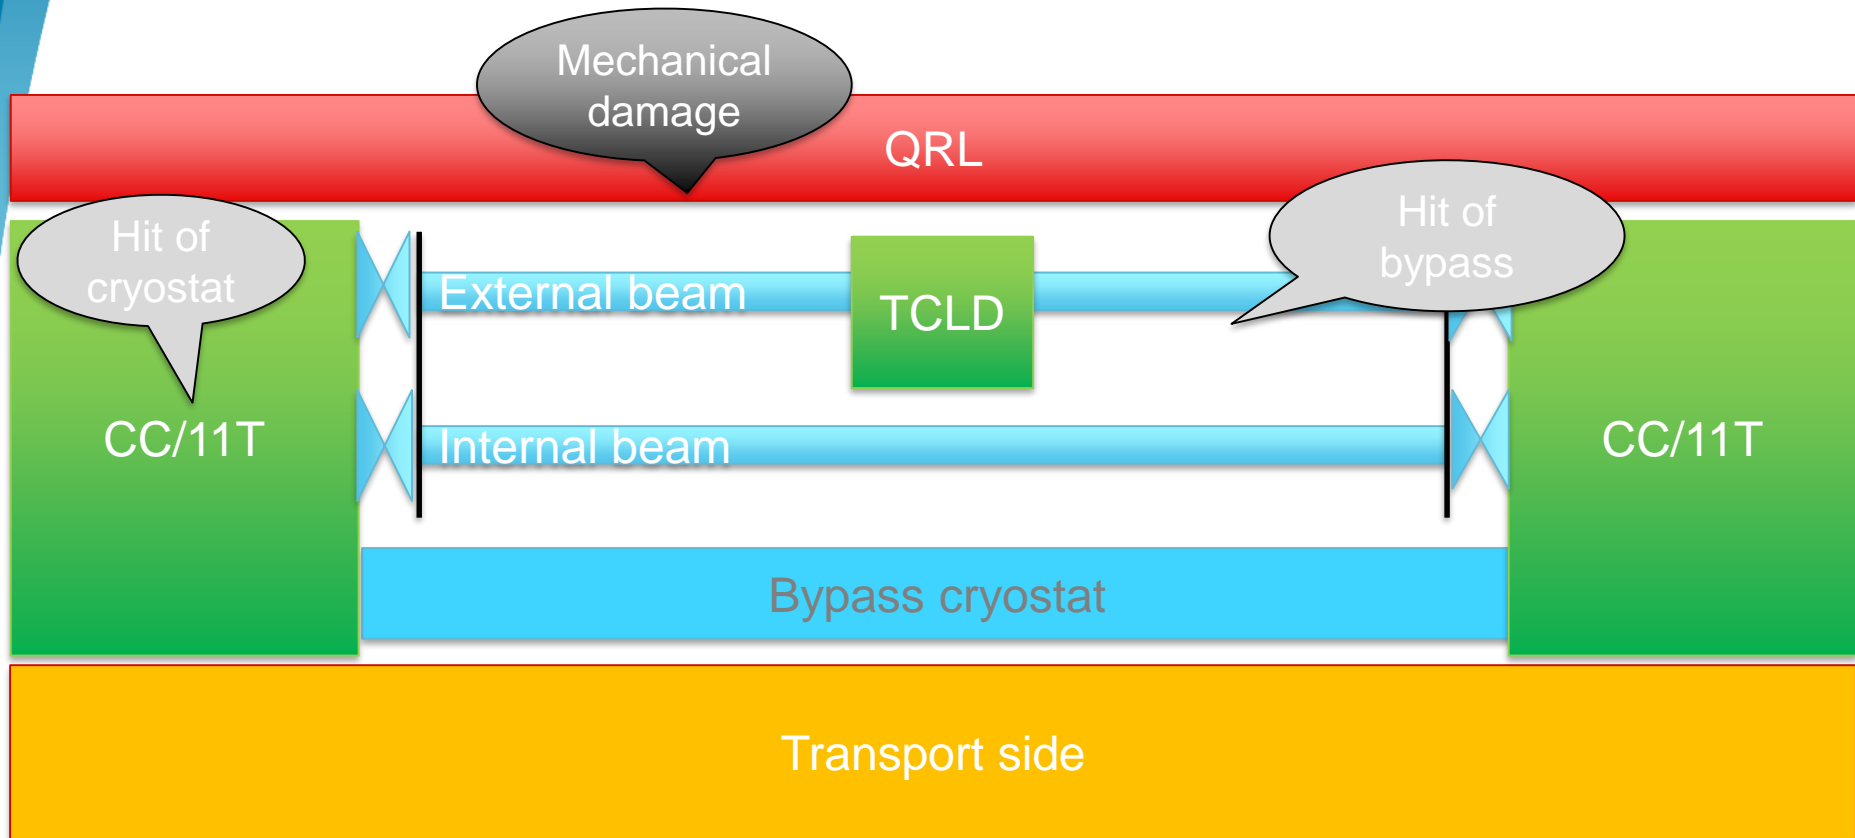 Mechanical
damage
QRL
Hit of
cryostat
Hit of
bypass
External beam
TCLD
CC/11T
Internal beam
CC/11T
Bypass cryostat
Transport side